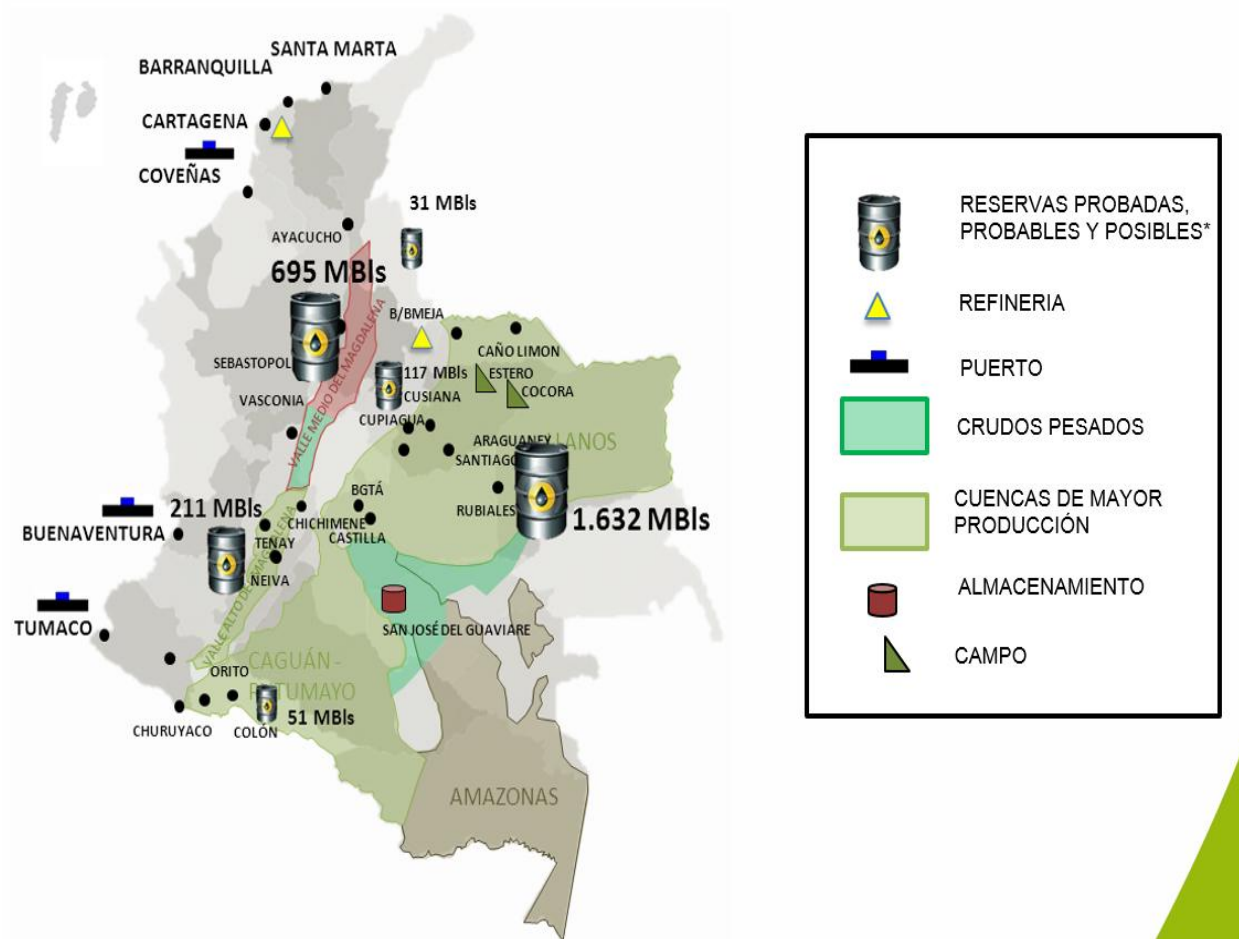 SANTA MARTA
BARRANQUILLA
CARTAGENA
COVEÑAS
31 MBls
AYACUCHO
695 MBls
B/BMEJA
CAÑO LIMON
SEBASTOPOL
VALLE MEDIO DEL MAGDALENA
117 MBls
ESTERO
COCORA
CUSIANA
VASCONIA
CUPIAGUA
ARAGUANEY
LLANOS
SANTIAGO
BGTÁ
RUBIALES
1.632 MBls
211 MBls
BUENAVENTURA
CHICHIMENE
CASTILLA
TENAY
NEIVA
VALLE ALTO DEL MAGDALENA
TUMACO
SAN JOSÉ DEL GUAVIARE
CAGUÁN -
PUTUMAYO
ORITO
51 MBls
CHURUYACO
COLÓN
AMAZONAS
RESERVAS PROBADAS,
PROBABLES Y POSIBLES*
REFINERIA
PUERTO
CRUDOS PESADOS
CUENCAS DE MAYOR
PRODUCCIÓN
ALMACENAMIENTO
CAMPO